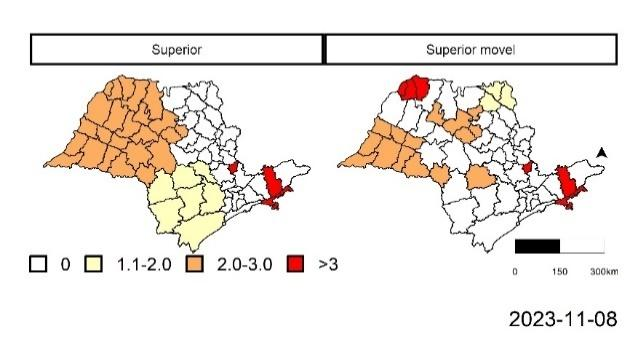 Superior
Superior movel
0 1.1-2.0 2.0-3.0 >3
0 150 300km
2023-11-08